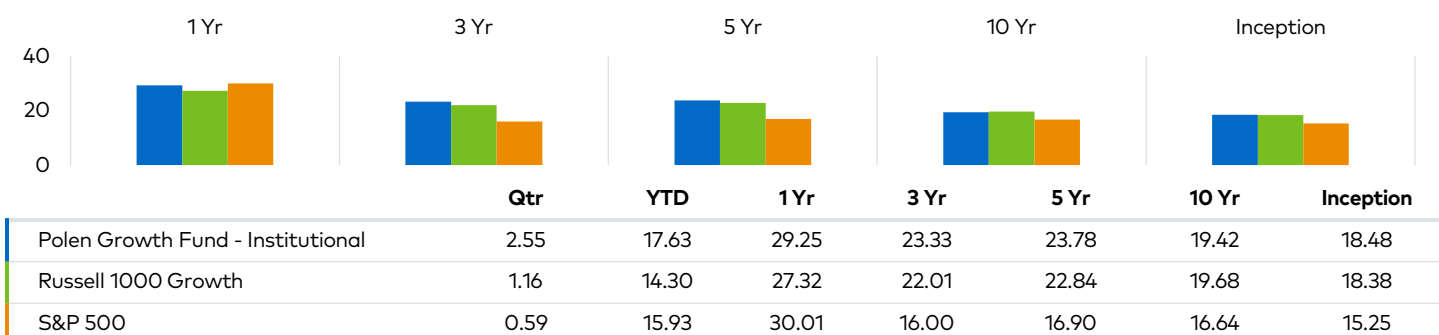 1 Yr 3 Yr 5 Yr 10 Yr Inception
40
20
0
Qtr YTD 1 Yr 3 Yr 5 Yr 10 Yr Inception
Polen Growth Fund - Institutional 2.55 17.63 29.25 23.33 23.78 19.42 18.48
Russell 1000 Growth 1.16 14.30 27.32 22.01 22.84 19.68 18.38
S&P 500 0.59 15.93 30.01 16.00 16.90 16.64 15.25